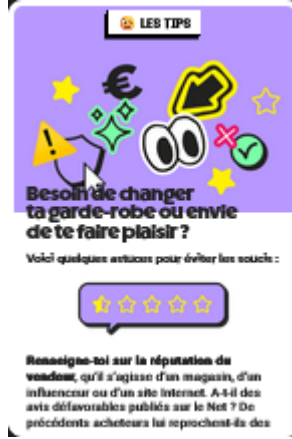 LES TIPS
Besoin de changer
ta garde-robe ou envie
de te faire plaisir ?
Voici quelques astuces pour éviter les soucis :
Renseigne-toi sur la réputation du
vendeur, qu'il s'agisse d'un magasin, d'un
influenceur ou d'un site Internet. A-t-il des
avis défavorables publiés sur le Net ? De
précédents acheteurs lui reprochent-ils des